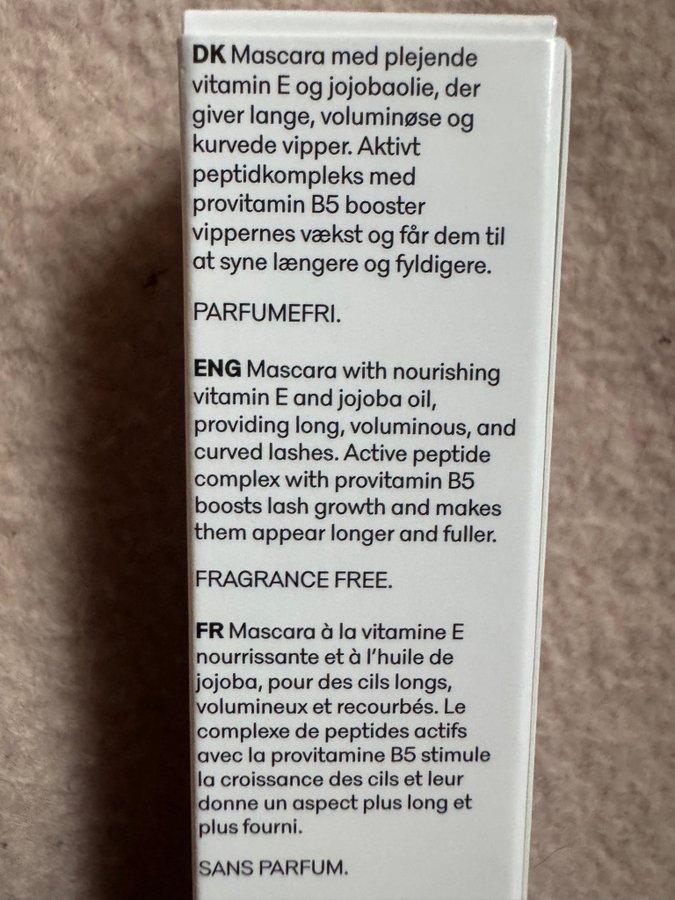 DK Mascara med plejende
vitamin E og jojobaolie, der
giver lange, voluminøse og
kurvede vipper. Aktivt
peptidkompleks med
provitamin B5 booster
vippernes vækst og får dem til
at syne længere og fyldigere.
PARFUMEFRI.
ENG Mascara with nourishing
vitamin E and jojoba oil,
providing long, voluminous, and
curved lashes. Active peptide
complex with provitamin B5
boosts lash growth and makes
them appear longer and fuller.
FRAGRANCE FREE.
FR Mascara à la vitamine E
nourrissante et à l'huile de
jojoba, pour des cils longs,
volumineux et recourbés. Le
complexe de peptides actifs
avec la provitamine B5 stimule
la croissance des cils et leur
donne un aspect plus long et
plus fourni.
SANS PARFUM.